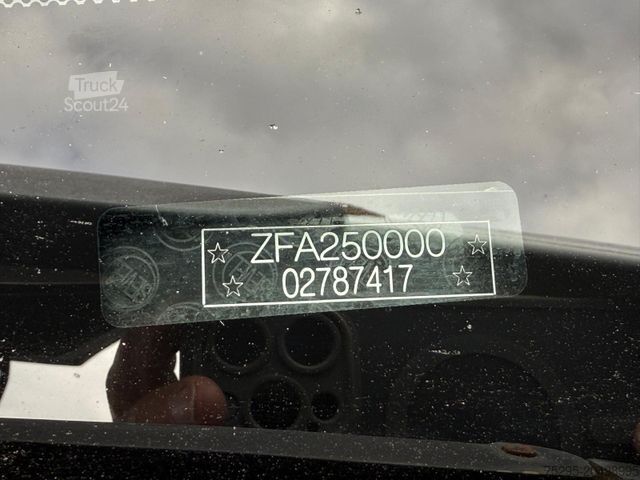 Truck
Scout24
☆ ZFA250000 ☆
☆ 02787417 ☆